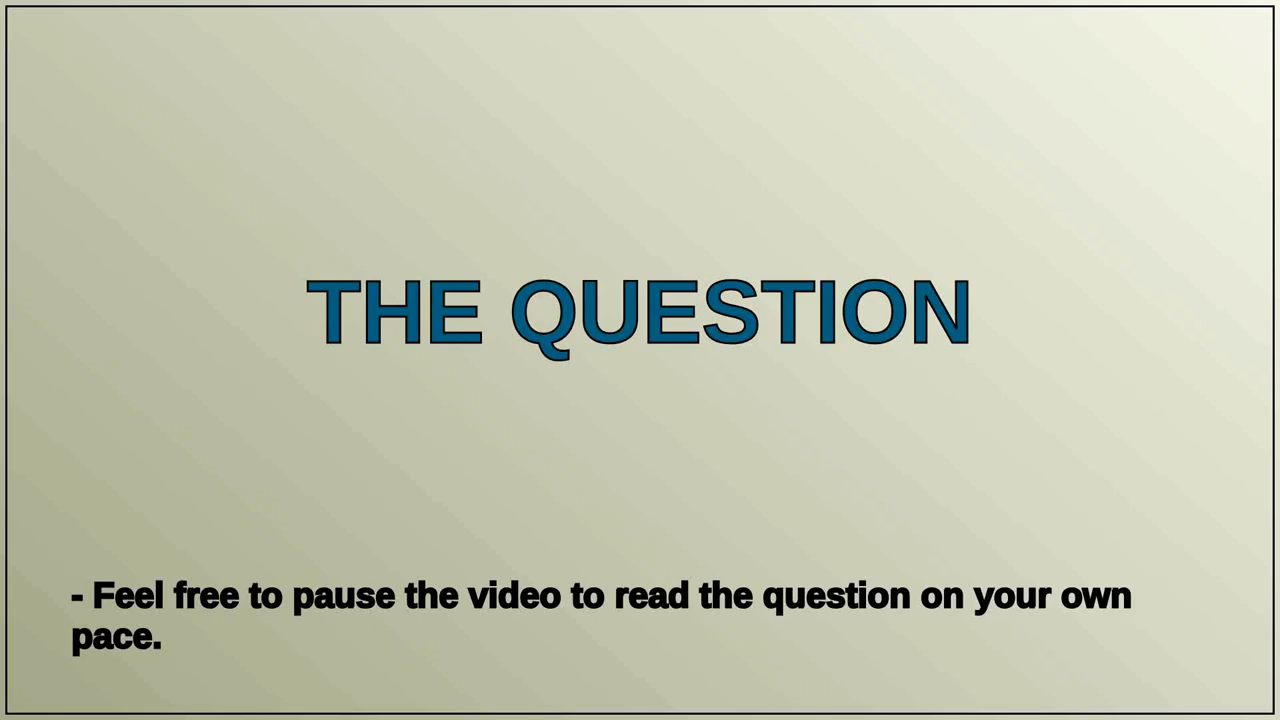 THE QUESTION
- Feel free to pause the video to read the question on your own
pace.